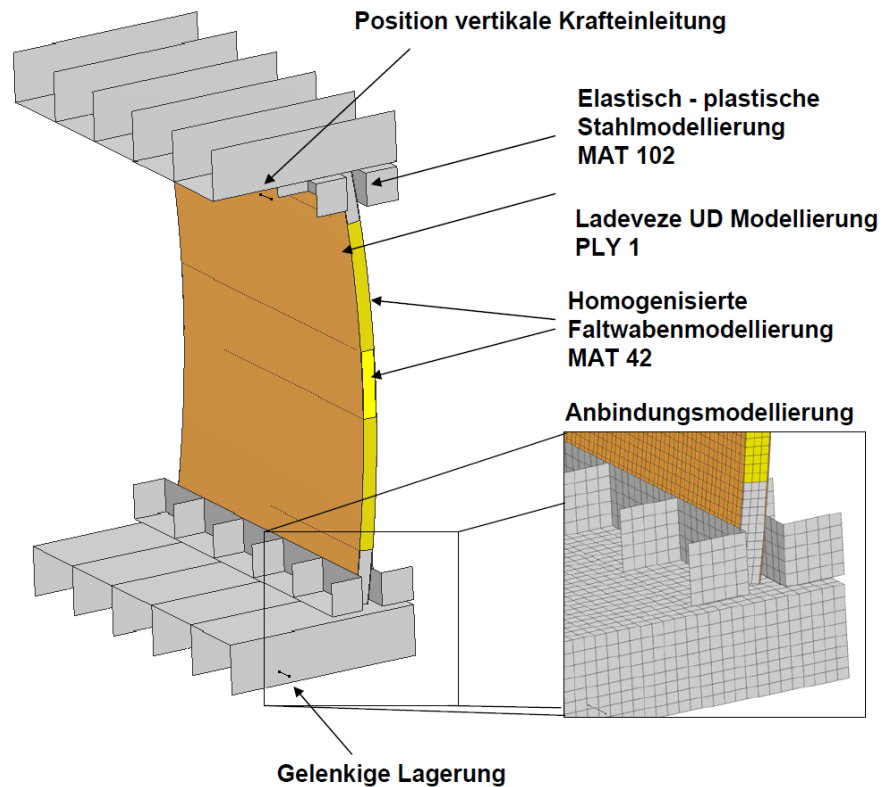 Position vertikale Krafteinleitung
Elastisch - plastische
Stahlmodellierung
MAT 102
Ladeveze UD Modellierung
PLY 1
Homogenisierte
Faltwabenmodellierung
MAT 42
Anbindungsmodellierung
Gelenkige Lagerung